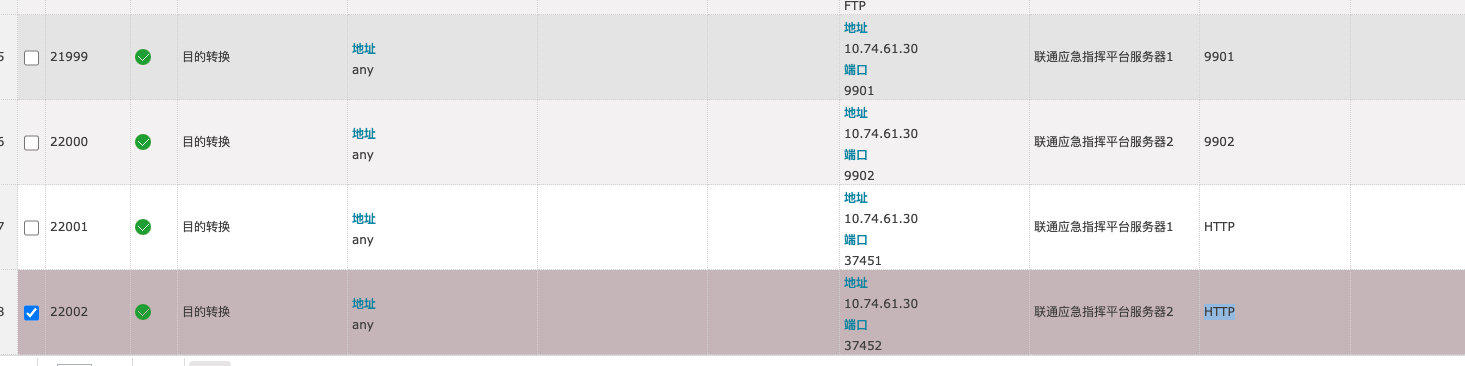 FTP
5 21999 目的转换 地址 any 地址 10.74.61.30 端口 9901 联通应急指挥平台服务器1 9901
6 22000 目的转换 地址 any 地址 10.74.61.30 端口 9902 联通应急指挥平台服务器2 9902
7 22001 目的转换 地址 any 地址 10.74.61.30 端口 37451 联通应急指挥平台服务器1 HTTP
8 22002 目的转换 地址 any 地址 10.74.61.30 端口 37452 联通应急指挥平台服务器2 HTTP